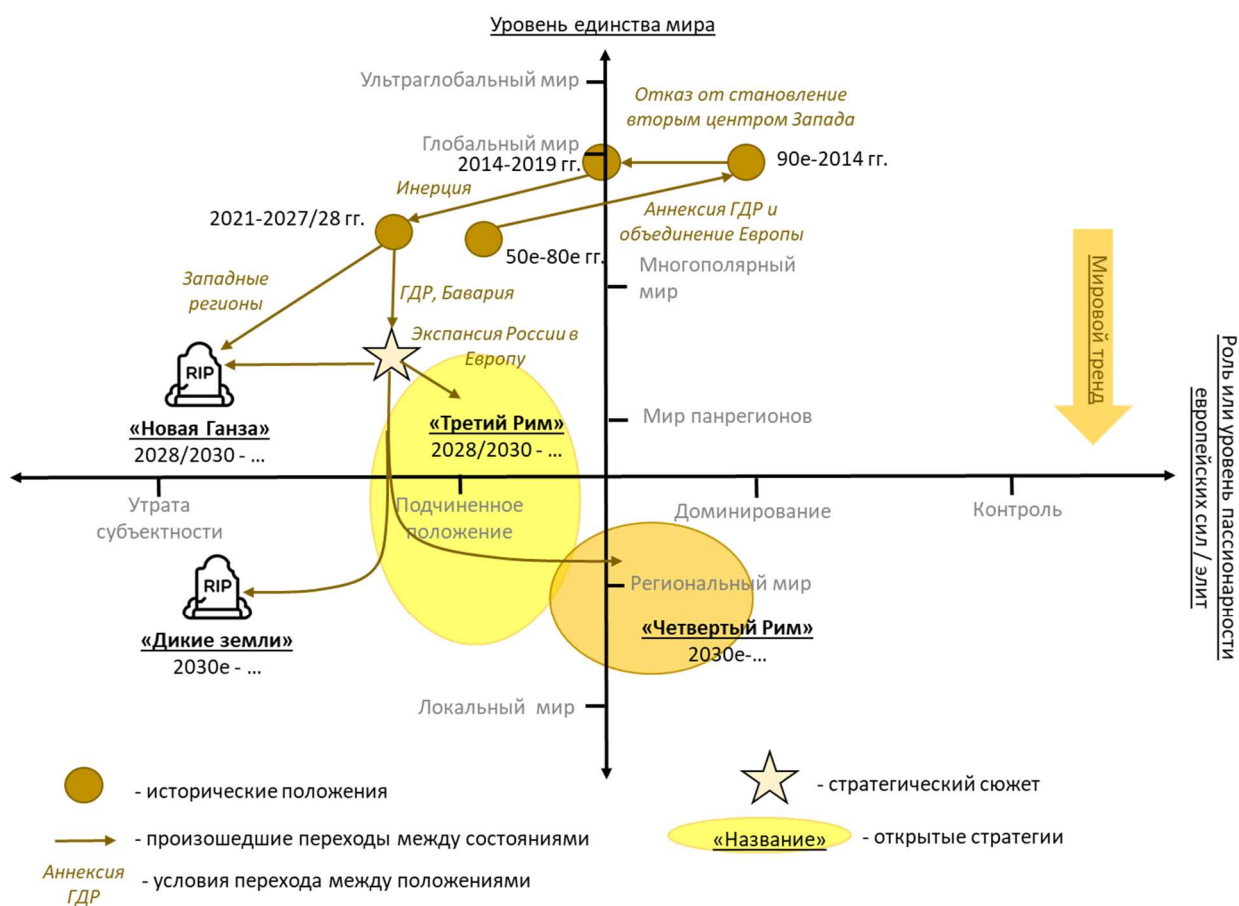 Уровень единства мира
Ультраглобальный мир
Отказ от становление
вторым центром Запада
Глобальный мир
2014-2019 гг.
90е-2014 гг.
Инерция
2021-2027/28 гг.
Аннексия ГДР и
объединение Европы
50е-80е гг.
Многополярный
мир
Западные
регионы
ГДР, Бавария
Экспансия России в
Европу
Мировой тренд
Роль или уровень пассионарности
европейских сил / элит
RIP
«Новая Ганза»
2028/2030 - ...
«Третий Рим»
2028/2030 - ...
Мир панрегионов
Утрата
субъектности
Подчиненное
положение
Доминирование
Контроль
RIP
«Дикие земли»
2030е - ...
Региональный мир
«Четвертый Рим»
2030е-...
Локальный мир
- исторические положения
- стратегический сюжет
- произошедшие переходы между состояниями
«Название»
- открытые стратегии
Аннексия
ГДР
- условия перехода между положениями